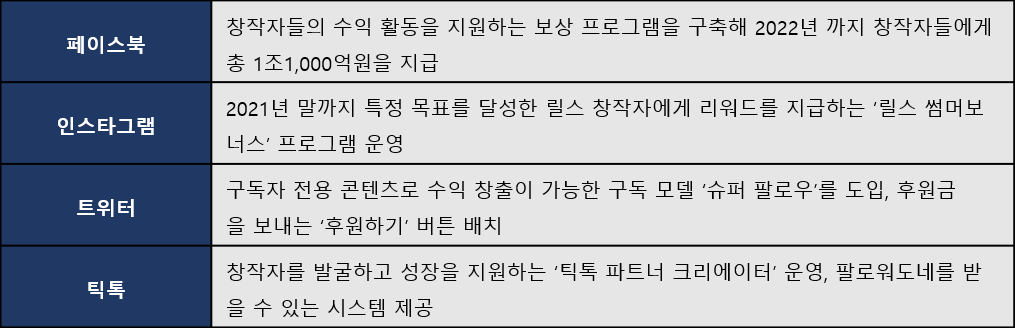 페이스북
창작자들의 수익 활동을 지원하는 보상 프로그램을 구축해 2022년 까지 창작자들에게
총 1조1,000억원을 지급
인스타그램
2021년 말까지 특정 목표를 달성한 릴스 창작자에게 리워드를 지급하는 ‘릴스 썸머보
너스’ 프로그램 운영
트위터
구독자 전용 콘텐츠로 수익 창출이 가능한 구독 모델 ‘슈퍼 팔로우’를 도입, 후원금
을 보내는 ‘후원하기’ 버튼 배치
틱톡
창작자를 발굴하고 성장을 지원하는 ‘틱톡 파트너 크리에이터’ 운영, 팔로워도네를 받
을 수 있는 시스템 제공